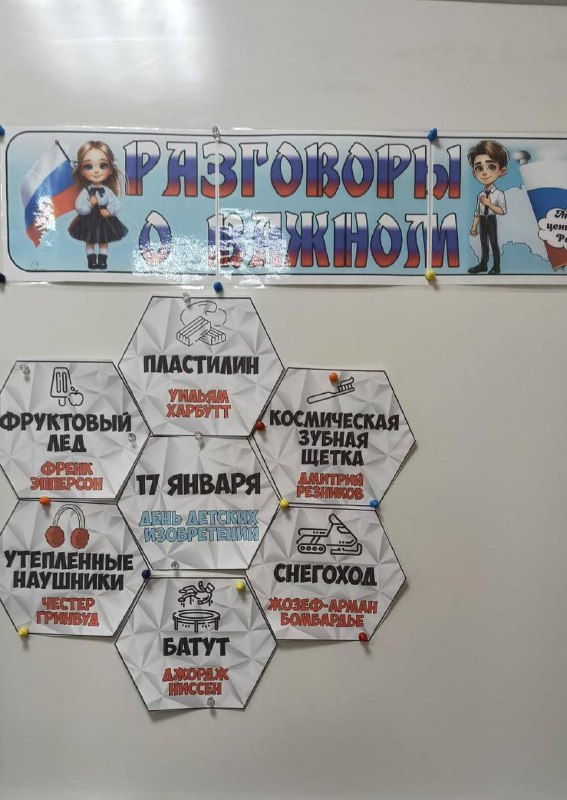 РАЗГОВОРЫ
О ВАЖНОМ
ПЛАСТИЛИН
УИЛЬЯМ
ХАРБУТТ
ФРУКТОВЫЙ
ЛЕД
ФРЕНК
ЭППЕРСОН
КОСМИЧЕСКАЯ
ЗУБНАЯ
ЩЕТКА
ДМИТРИЙ
РЕЗНИКОВ
17 ЯНВАРЯ
ДЕНЬ ДЕТСКИХ
ИЗОБРЕТЕНИЙ
УТЕПЛЕННЫЕ
НАУШНИКИ
ЧЕСТЕР
ГРИНВУД
СНЕГОХОД
ЖОЗЕФ-АРМАН
БОМБАРДЬЕ
БАТУТ
ДЖОРДЖ
НИССЕН